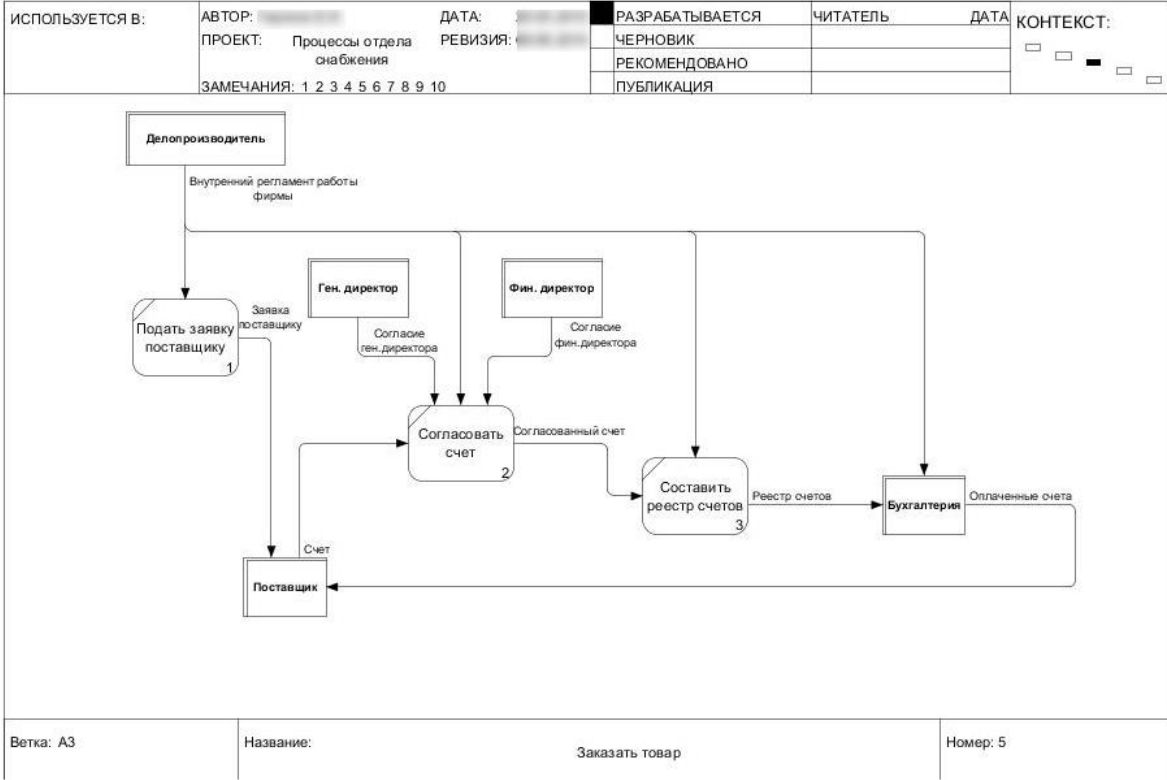 ИСПОЛЬЗУЕТСЯ В:
АВТОР:
ДАТА:
ПРОЕКТ: Процессы отдела
снабжения
РЕВИЗИЯ:
ЗАМЕЧАНИЯ: 1 2 3 4 5 6 7 8 9 10
РАЗРАБАТЫВАЕТСЯ
ЧЕРНОВИК
РЕКОМЕНДОВАНО
ПУБЛИКАЦИЯ
ЧИТАТЕЛЬ
ДАТА
КОНТЕКСТ:
Делопроизводитель
Внутренний регламент работы
фирмы
Ген. директор
Фин. директор
Подать заявку
поставщику
1
Заявка
поставщику
Согласие
ген.директора
Согласие
фин.директора
Согласовать
счет
2
Согласованный счет
Составить
реестр счетов
3
Реестр счетов
Бухгалтерия
Оплаченные счета
Счет
Поставщик
Ветка: А3
Название:
Заказать товар
Номер: 5